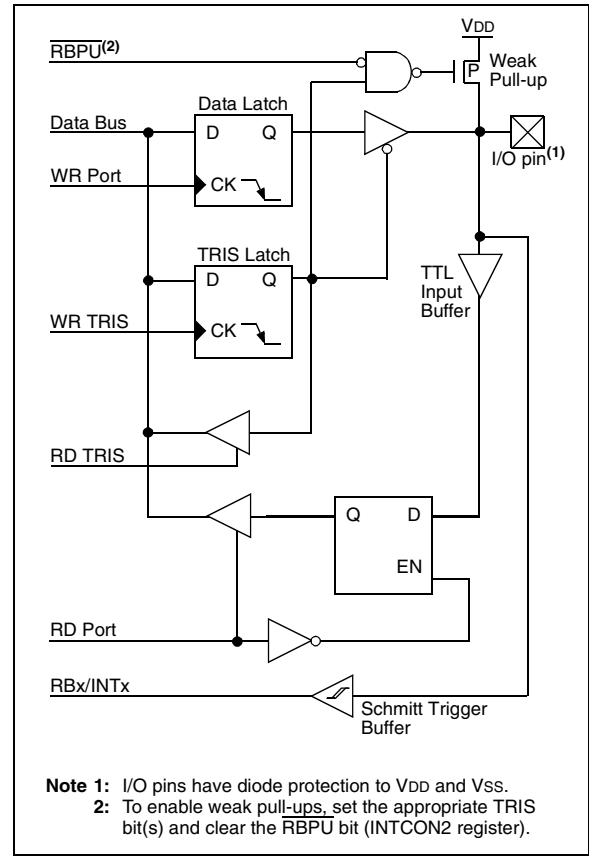 VDD
RBPU(2)
P
Weak
Pull-up
Data Latch
Data Bus
D
Q
I/O pin(1)
WR Port
CK
TRIS Latch
D
Q
TTL
Input
Buffer
WR TRIS
CK
RD TRIS
Q
D
EN
RD Port
RBx/INTx
Schmitt Trigger
Buffer
Note 1: I/O pins have diode protection to VDD and VSS.
2: To enable weak pull-ups, set the appropriate TRIS
bit(s) and clear the RBPU bit (INTCON2 register).